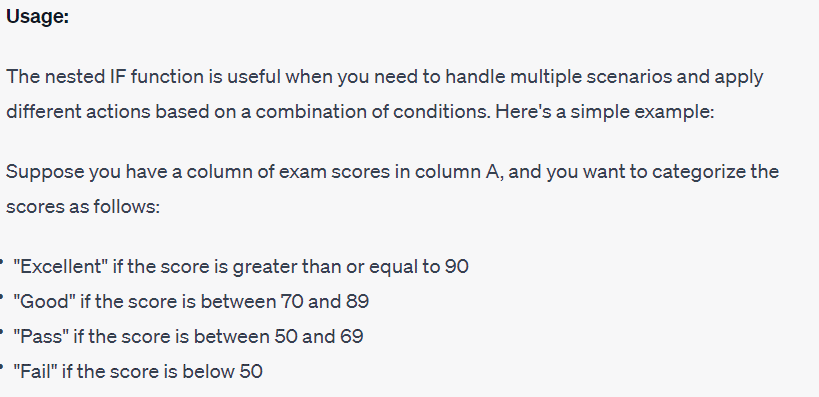 Usage:
The nested IF function is useful when you need to handle multiple scenarios and apply
different actions based on a combination of conditions. Here's a simple example:
Suppose you have a column of exam scores in column A, and you want to categorize the
scores as follows:
• "Excellent" if the score is greater than or equal to 90
• "Good" if the score is between 70 and 89
• "Pass" if the score is between 50 and 69
• "Fail" if the score is below 50